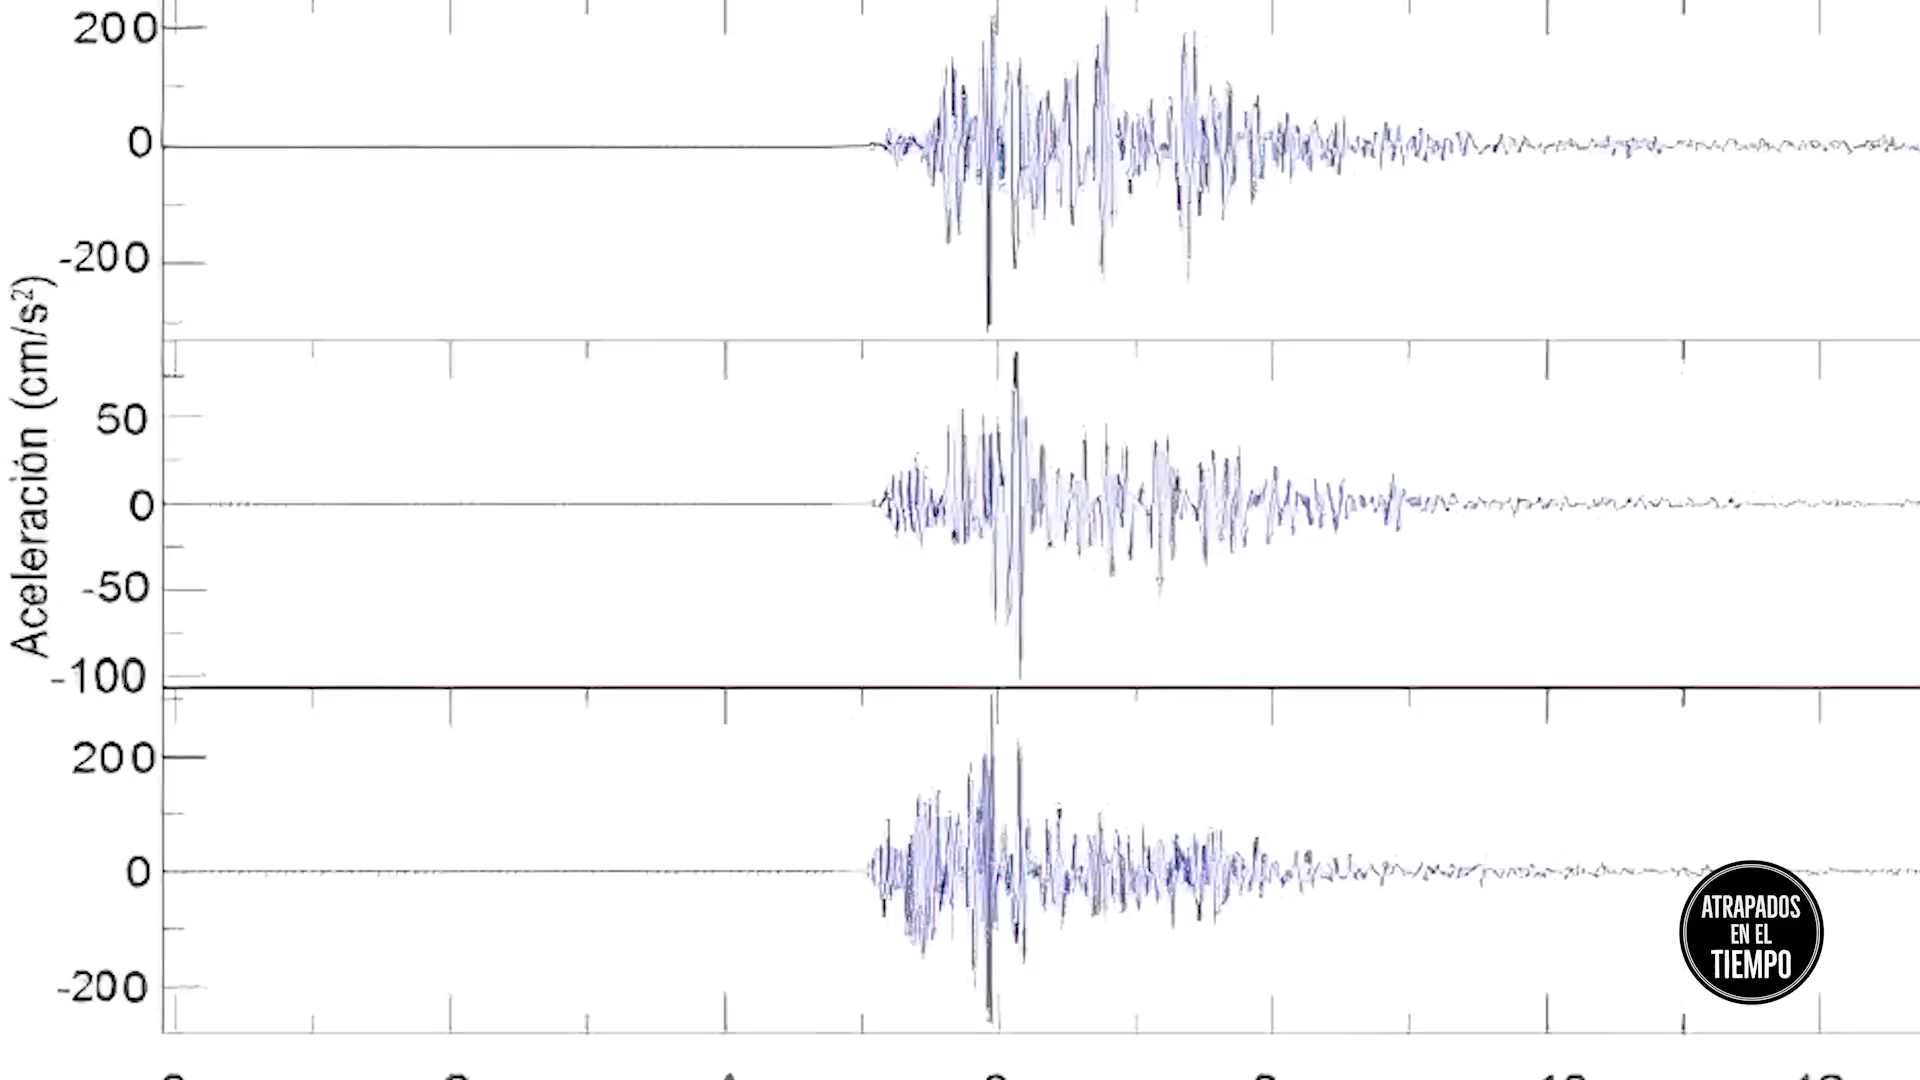 200
0
-200
Aceleración (cm/s²)
50
0
-50
-100
200
0
-200
ATRAPADOS
EN EL
TIEMPO